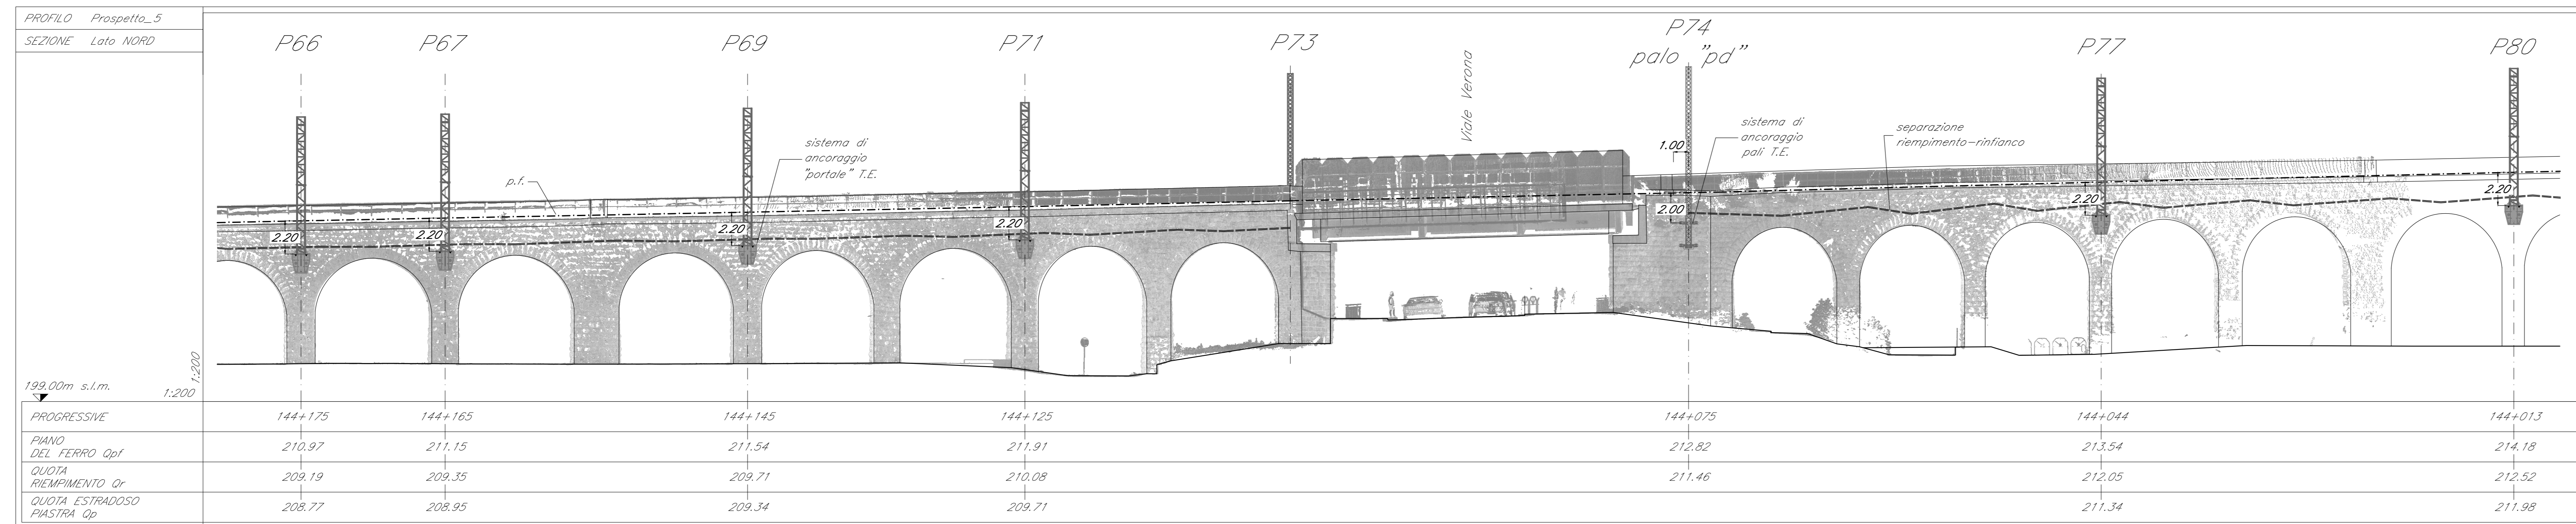 PROFILO Prospetto_5
SEZIONE Lato NORD
P66 P67 P69 P71 P73 P74 P77 P80
palo "pd"
Viale Verona
p.f.
sistema di
ancoraggio
"portale" T.E.
sistema di
ancoraggio
pali T.E.
separazione
riempimento-rinfianco
1.00
2.20 2.20 2.20 2.20 2.00 2.20 2.20
199.00m s.l.m.
1:200
1:200
PROGRESSIVE 144+175 144+165 144+145 144+125 144+075 144+044 144+013
PIANO
DEL FERRO Qpf 210.97 211.15 211.54 211.91 212.82 213.54 214.18
QUOTA
RIEMPIMENTO Qr 209.19 209.35 209.71 210.08 211.46 212.05 212.52
QUOTA ESTRADOSO
PIASTRA Qp 208.77 208.95 209.34 209.71 211.34 211.98